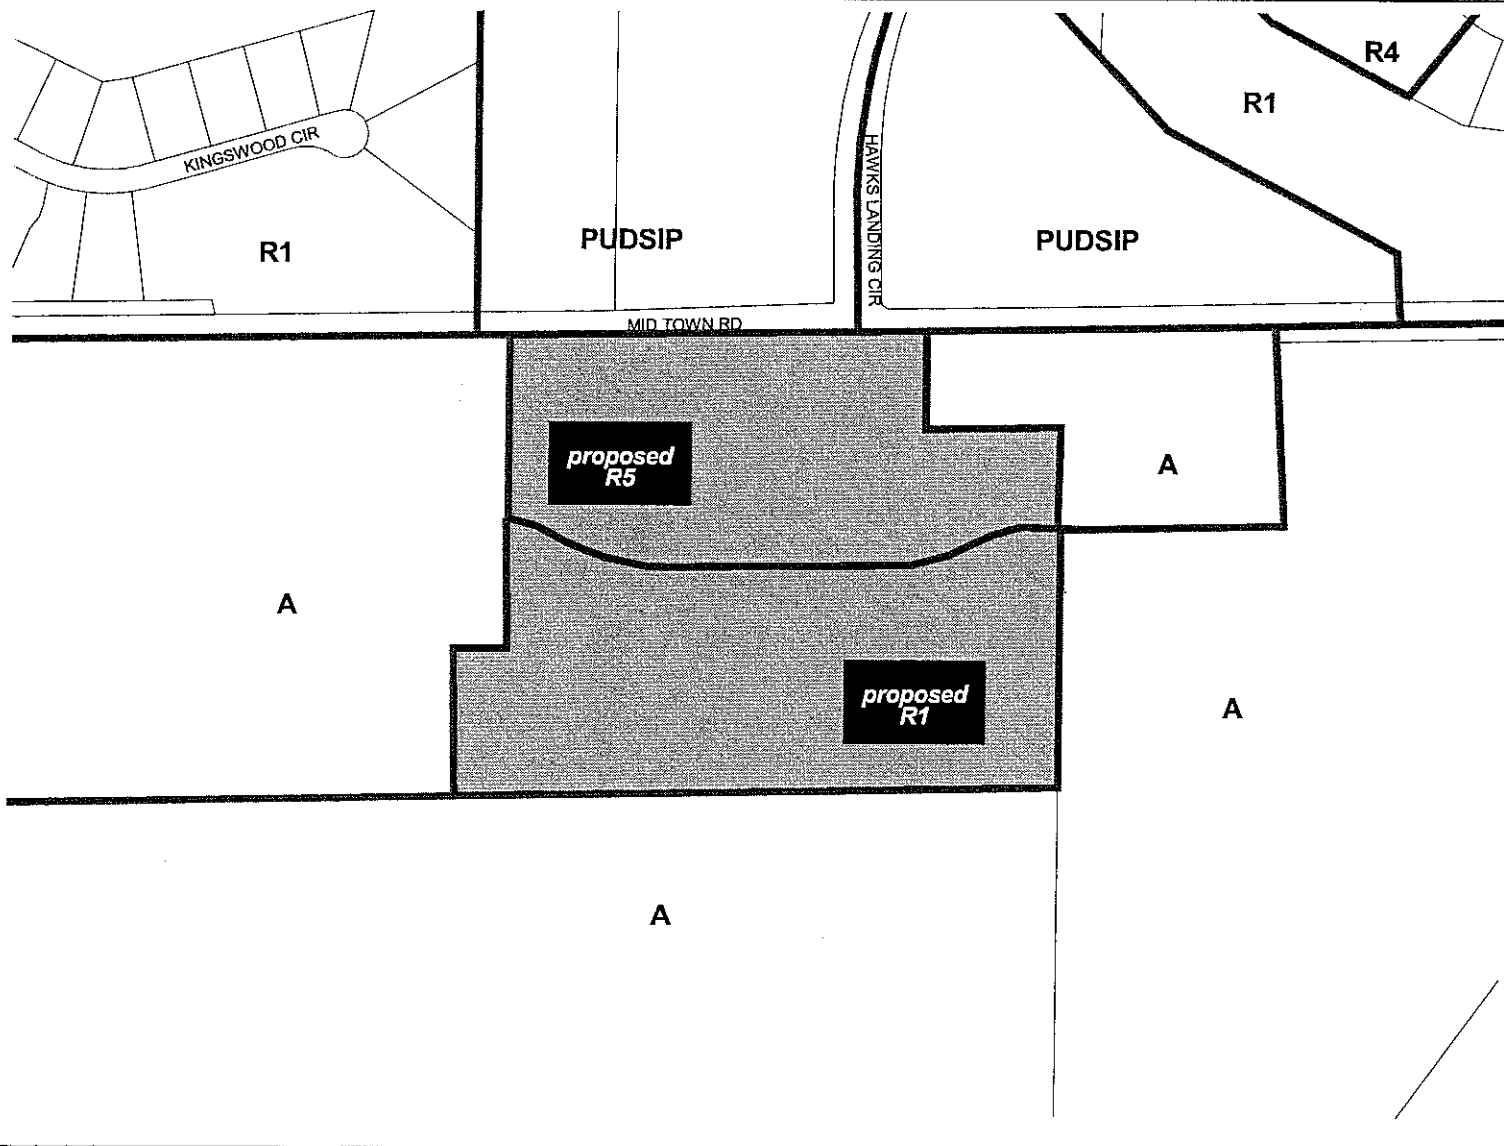 R4
R1
KINGSWOOD CIR
HAWKS LANDING CIR
R1
PUDSIP
PUDSIP
MID TOWN RD
proposed
R5
A
A
proposed
R1
A
A